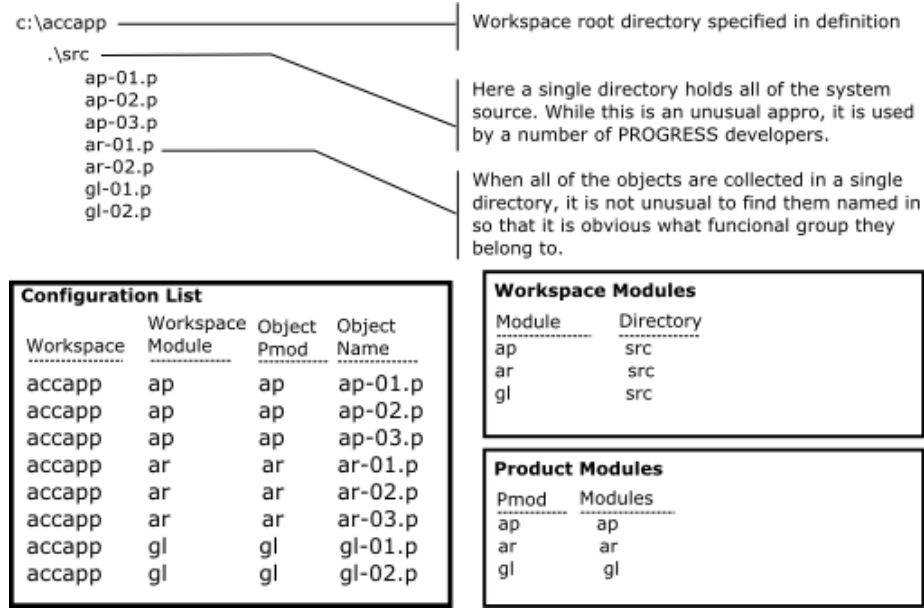 c:\accapp
Workspace root directory specified in definition
.\src
ap-01.p
ap-02.p
ap-03.p
ar-01.p
ar-02.p
gl-01.p
gl-02.p
Here a single directory holds all of the system
source. While this is an unusual appro, it is used
by a number of PROGRESS developers.
When all of the objects are collected in a single
directory, it is not unusual to find them named in
so that it is obvious what funcional group they
belong to.
Configuration List
Workspace Object Object
Workspace Module Pmod Name
accapp ap ap ap-01.p
accapp ap ap ap-02.p
accapp ap ap ap-03.p
accapp ar ar ar-01.p
accapp ar ar ar-02.p
accapp ar ar ar-03.p
accapp gl gl gl-01.p
accapp gl gl gl-02.p
Workspace Modules
Module Directory
ap src
ar src
gl src
Product Modules
Pmod Modules
ap ap
ar ar
gl gl